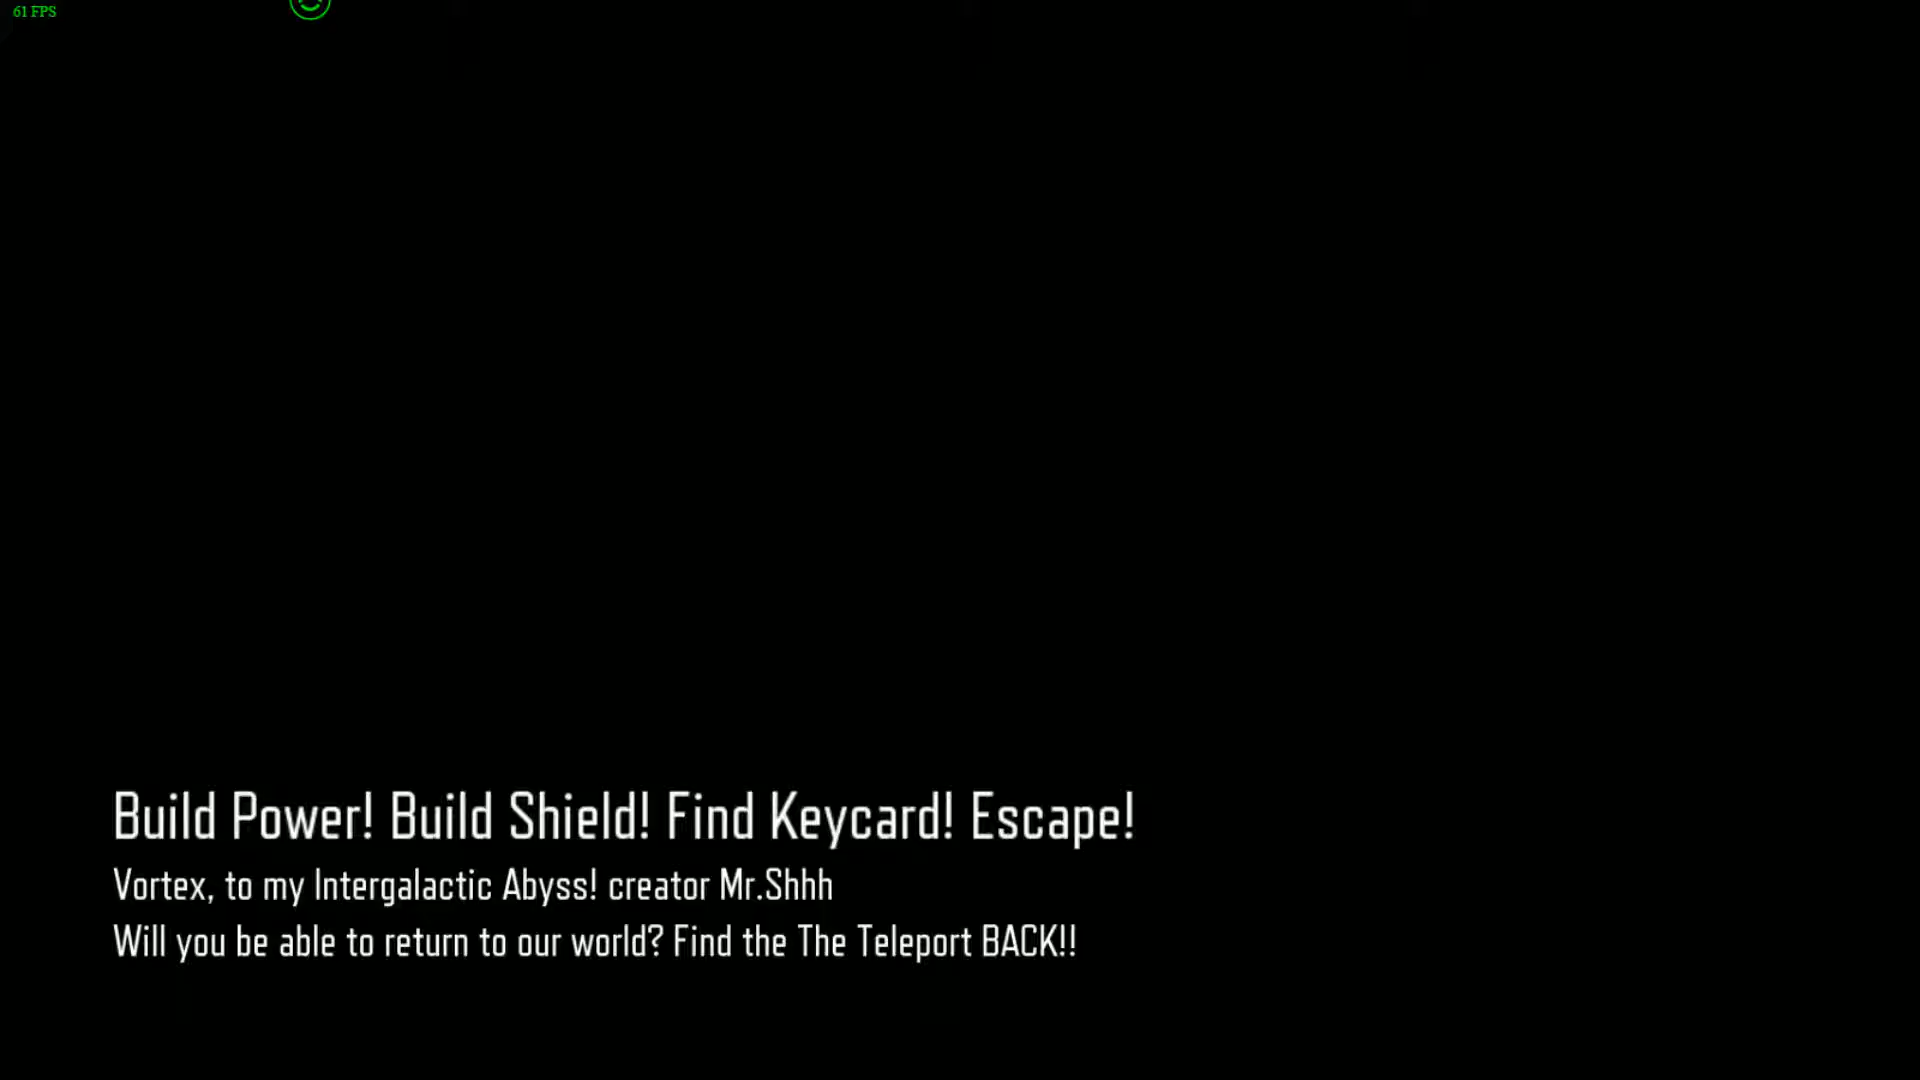 61 FPS
Build Power! Build Shield! Find Keycard! Escape!
Vortex, to my Intergalactic Abyss! creator Mr.Shhh
Will you be able to return to our world? Find the The Teleport BACK!!